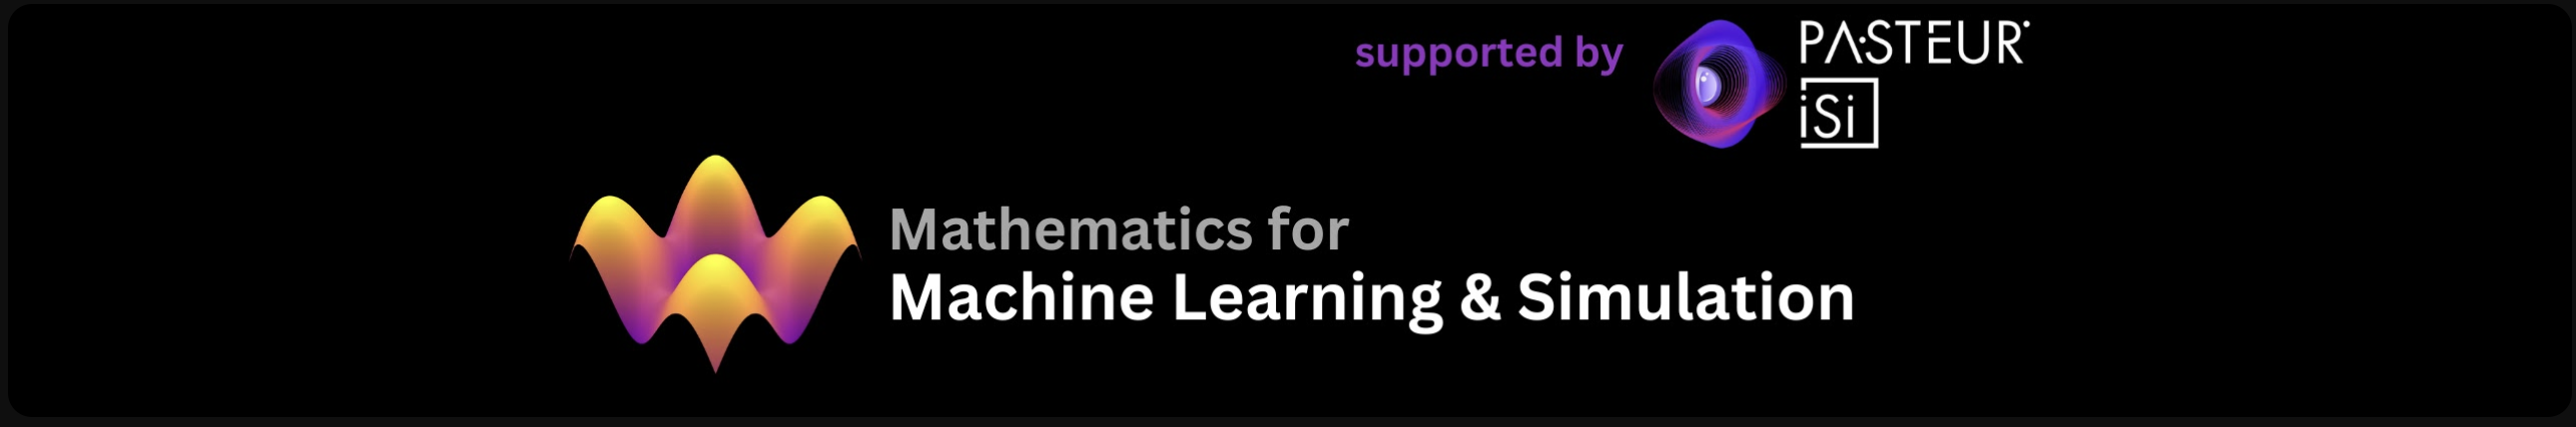 supported by
PASTEUR
iSi
Mathematics for
Machine Learning & Simulation